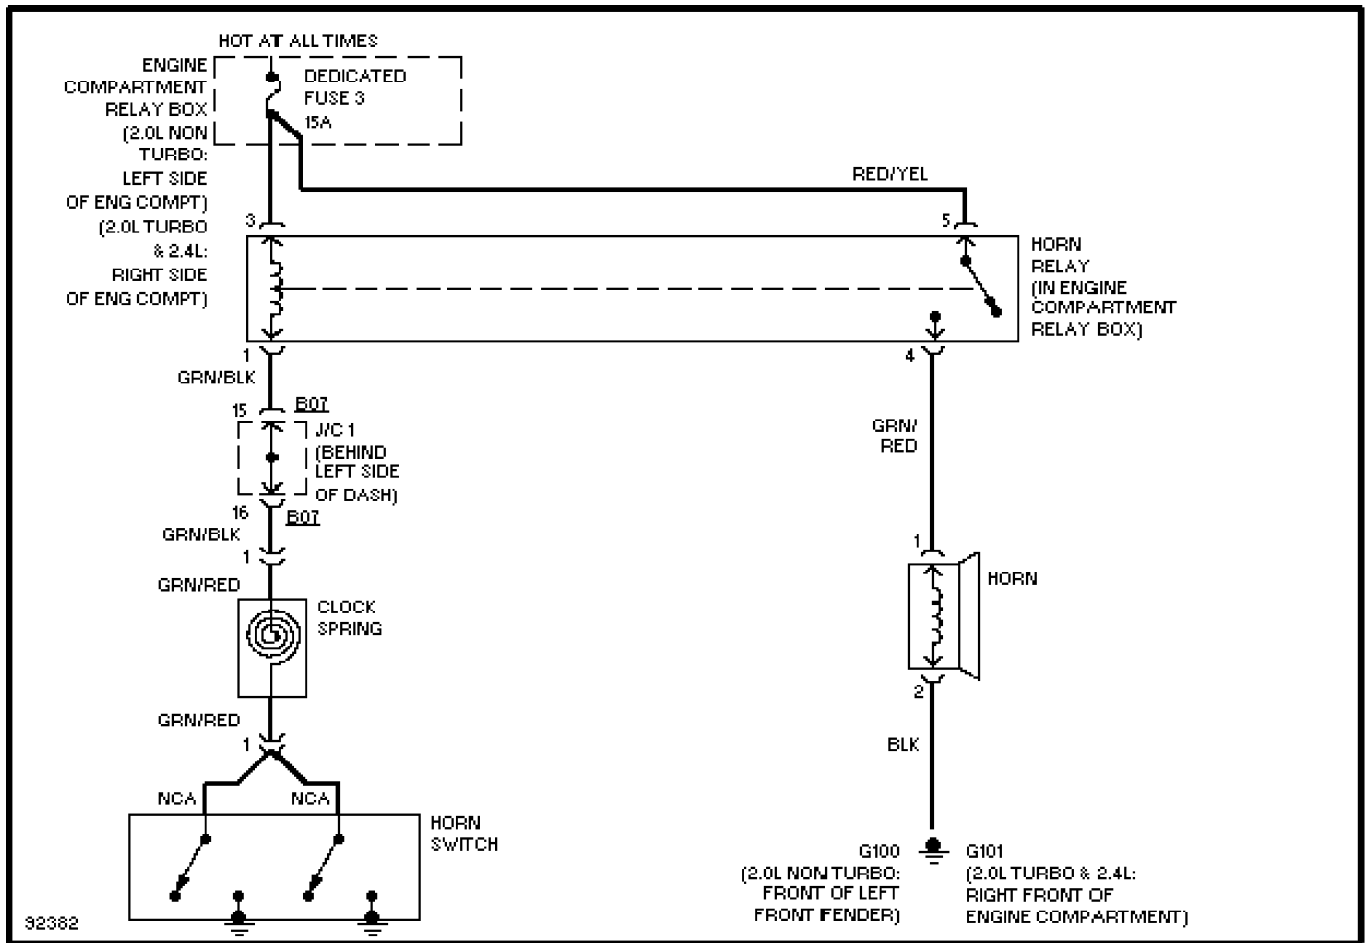 HOT AT ALL TIMES
ENGINE
COMPARTMENT
RELAY BOX
(2.0L NON
TURBO:
LEFT SIDE
OF ENG COMPT)
(2.0L TURBO
& 2.4L:
RIGHT SIDE
OF ENG COMPT)
DEDICATED
FUSE 3
15A
RED/YEL
3
5
HORN
RELAY
(IN ENGINE
COMPARTMENT
RELAY BOX)
1
4
GRN/BLK
15
B07
J/C 1
(BEHIND
LEFT SIDE
OF DASH)
16
B07
GRN/BLK
1
GRN/RED
CLOCK
SPRING
GRN/RED
1
NCA
NCA
HORN
SWITCH
GRN/
RED
1
HORN
2
BLK
G100
(2.0L NON TURBO:
FRONT OF LEFT
FRONT FENDER)
G101
(2.0L TURBO & 2.4L:
RIGHT FRONT OF
ENGINE COMPARTMENT)
92382